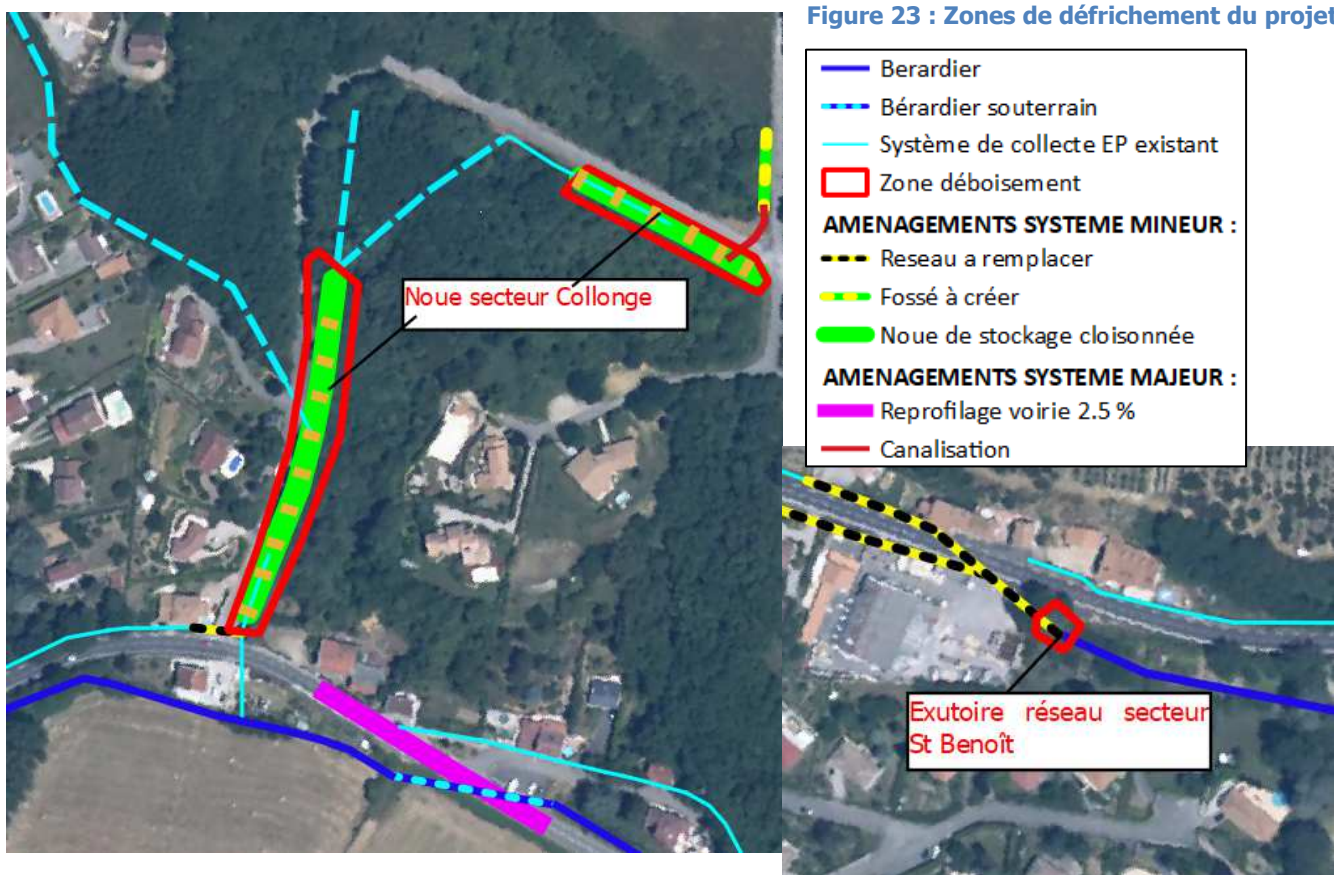 Figure 23 : Zones de défrichement du projet
Berardier
Bérardier souterrain
Système de collecte EP existant
Zone déboisement
AMENAGEMENTS SYSTEME MINEUR :
Reseau a remplacer
Fossé à créer
Noue de stockage cloisonnée
AMENAGEMENTS SYSTEME MAJEUR :
Reprofilage voirie 2.5 %
Canalisation
Noue secteur Collonge
Exutoire réseau secteur
St Benoît